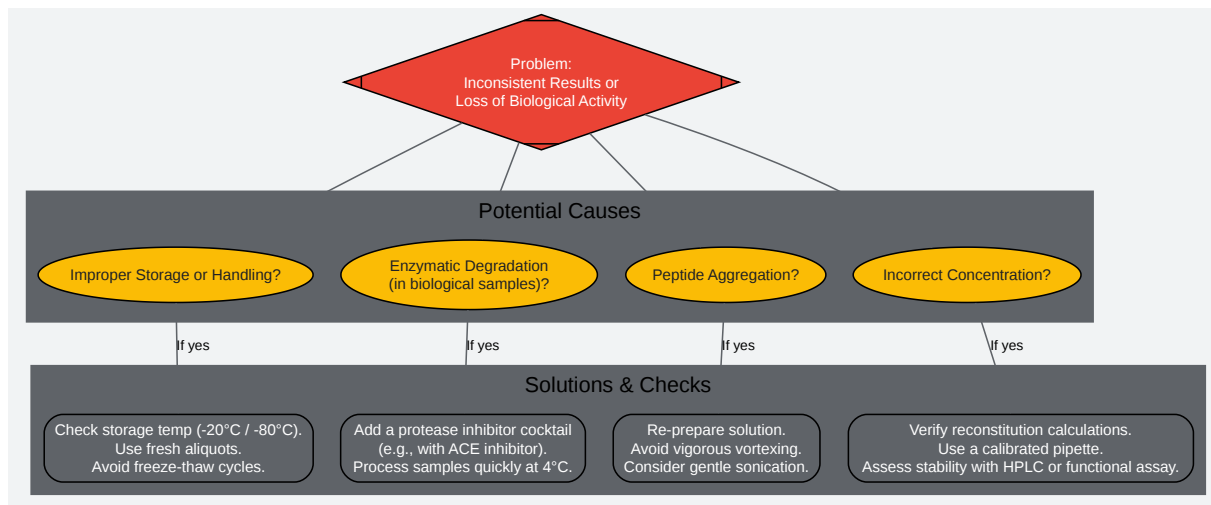 Problem:
Inconsistent Results or
Loss of Biological Activity
Potential Causes
Improper Storage or Handling?
Enzymatic Degradation
(in biological samples)?
Peptide Aggregation?
Incorrect Concentration?
If yes
If yes
If yes
If yes
Solutions & Checks
Check storage temp (-20°C / -80°C).
Use fresh aliquots.
Avoid freeze-thaw cycles.
Add a protease inhibitor cocktail
(e.g., with ACE inhibitor).
Process samples quickly at 4°C.
Re-prepare solution.
Avoid vigorous vortexing.
Consider gentle sonication.
Verify reconstitution calculations.
Use a calibrated pipette.
Assess stability with HPLC or functional assay.